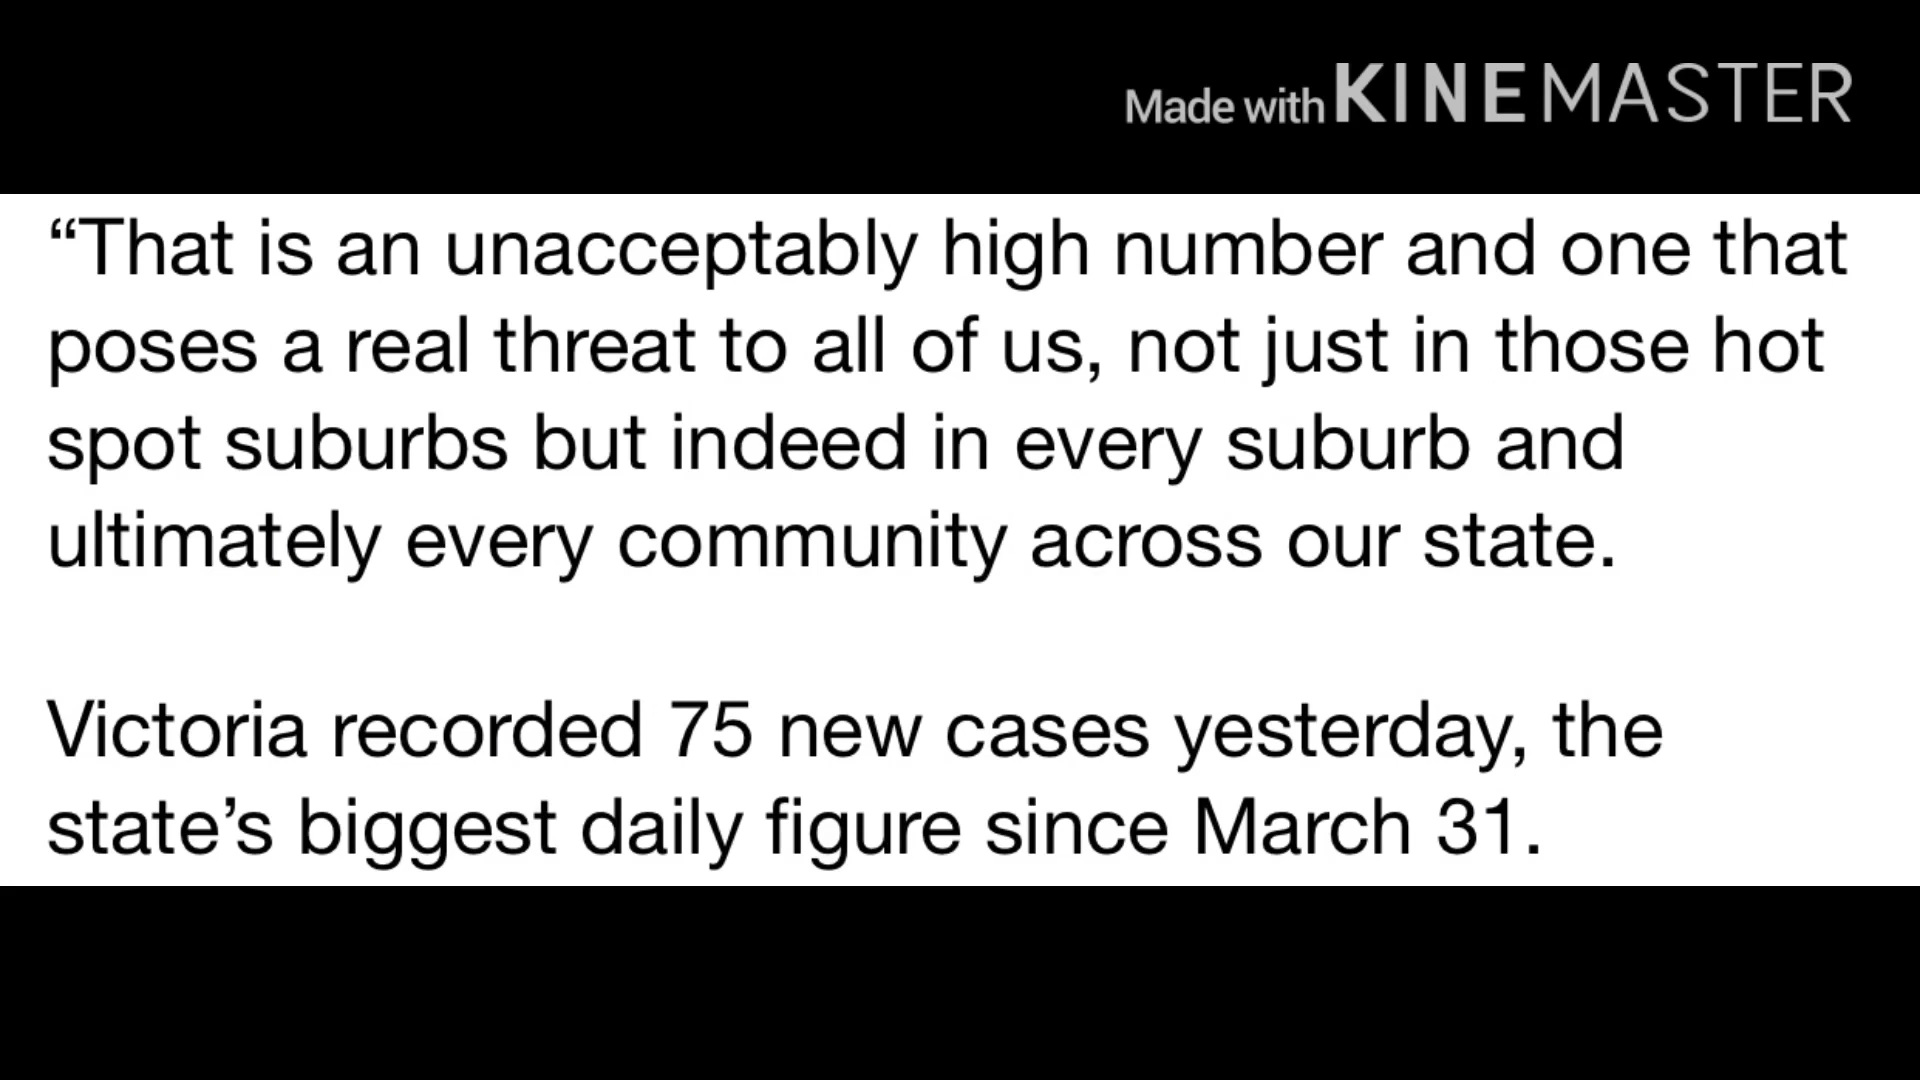 Made with KINEMASTER
“That is an unacceptably high number and one that
poses a real threat to all of us, not just in those hot
spot suburbs but indeed in every suburb and
ultimately every community across our state.
Victoria recorded 75 new cases yesterday, the
state’s biggest daily figure since March 31.